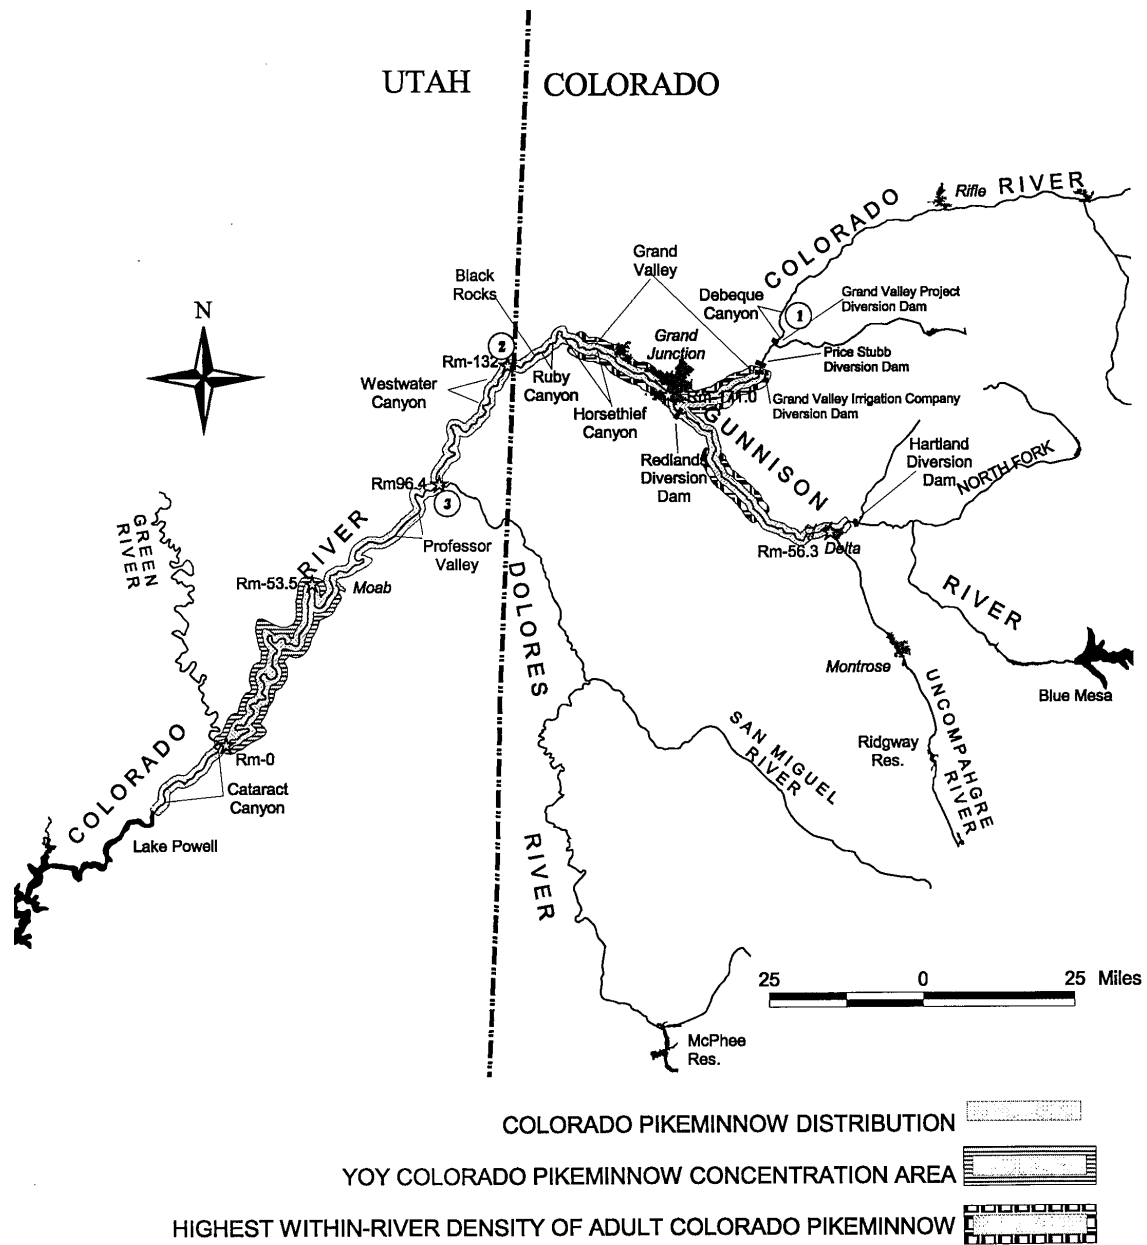 UTAH
COLORADO
COLORADO RIVER
Rifle
Grand
Valley
Black
Rocks
Debeque
Canyon
1
Grand Valley Project
Diversion Dam
N
Grand
Junction
2
Rm-132
Price Stubb
Diversion Dam
Westwater
Canyon
Ruby
Canyon
Rm-171.0
Grand Valley Irrigation Company
Diversion Dam
Horsethief
Canyon
GUNNISON
Hartland
Diversion
Dam
NORTH FORK
Redlands
Diversion
Dam
Rm96.4
3
GREEN
RIVER
RIVER
Professor
Valley
Rm-56.3
Delta
Rm-53.5
Moab
DOLORES
RIVER
Montrose
Blue Mesa
UNCOMPAHGRE
RIVER
SAN MIGUEL
RIVER
Ridgway
Res.
COLORADO
Rm-0
Cataract
Canyon
Lake Powell
RIVER
25 0 25 Miles
McPhee
Res.
COLORADO PIKEMINNOW DISTRIBUTION
YOY COLORADO PIKEMINNOW CONCENTRATION AREA
HIGHEST WITHIN-RIVER DENSITY OF ADULT COLORADO PIKEMINNOW